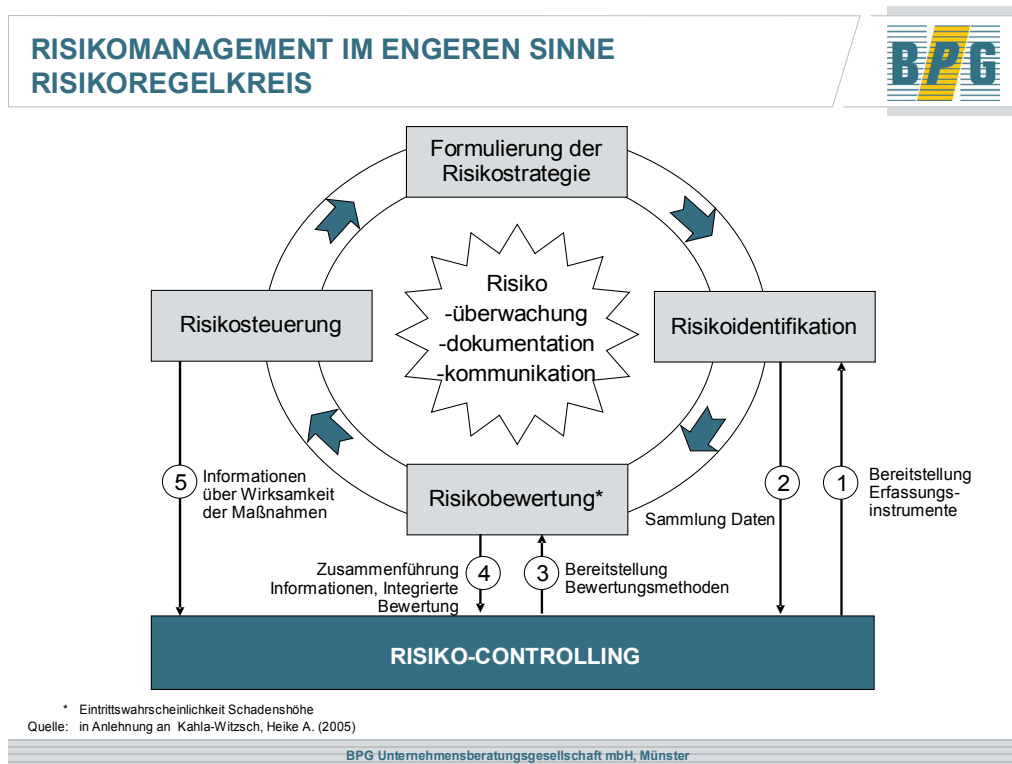 RISIKOMANAGEMENT IM ENGEREN SINNE
RISIKOREGELKREIS
BPG
Formulierung der
Risikostrategie
Risiko
-überwachung
-dokumentation
-kommunikation
Risikosteuerung
Risikoidentifikation
Risikobewertung*
5
Informationen
über Wirksamkeit
der Maßnahmen
2
Sammlung Daten
1
Bereitstellung
Erfassungs-
instrumente
Zusammenführung
Informationen, Integrierte
Bewertung
4
3
Bereitstellung
Bewertungsmethoden
RISIKO-CONTROLLING
* Eintrittswahrscheinlichkeit Schadenshöhe
Quelle: in Anlehnung an Kahla-Witzsch, Heike A. (2005)
BPG Unternehmensberatungsgesellschaft mbH, Münster